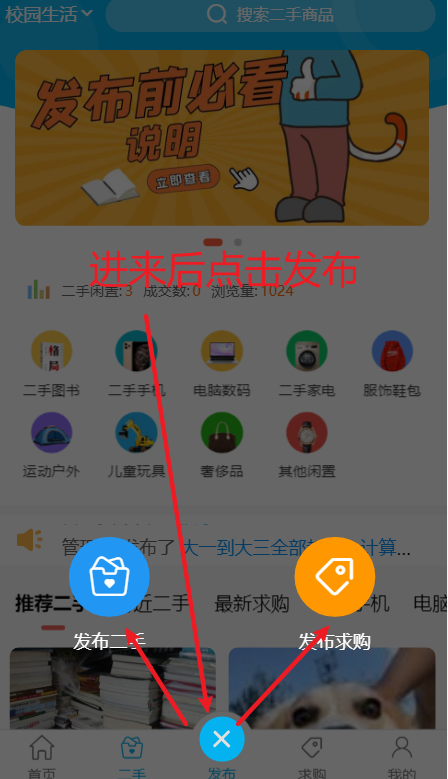 校园生活
搜索二手商品
发布前必看
说明
立即查看
进来后点击发布
二手闲置:3 成交数:0 浏览量:1024
二手图书 二手手机 电脑数码 二手家电 服饰鞋包
运动户外 儿童玩具 奢侈品 其他闲置
发布了 大一到大三全部 计算...
推荐二手 近二手 最新求购 手机 电脑
发布二手 发布求购
首页 二手 发布 求购 我的